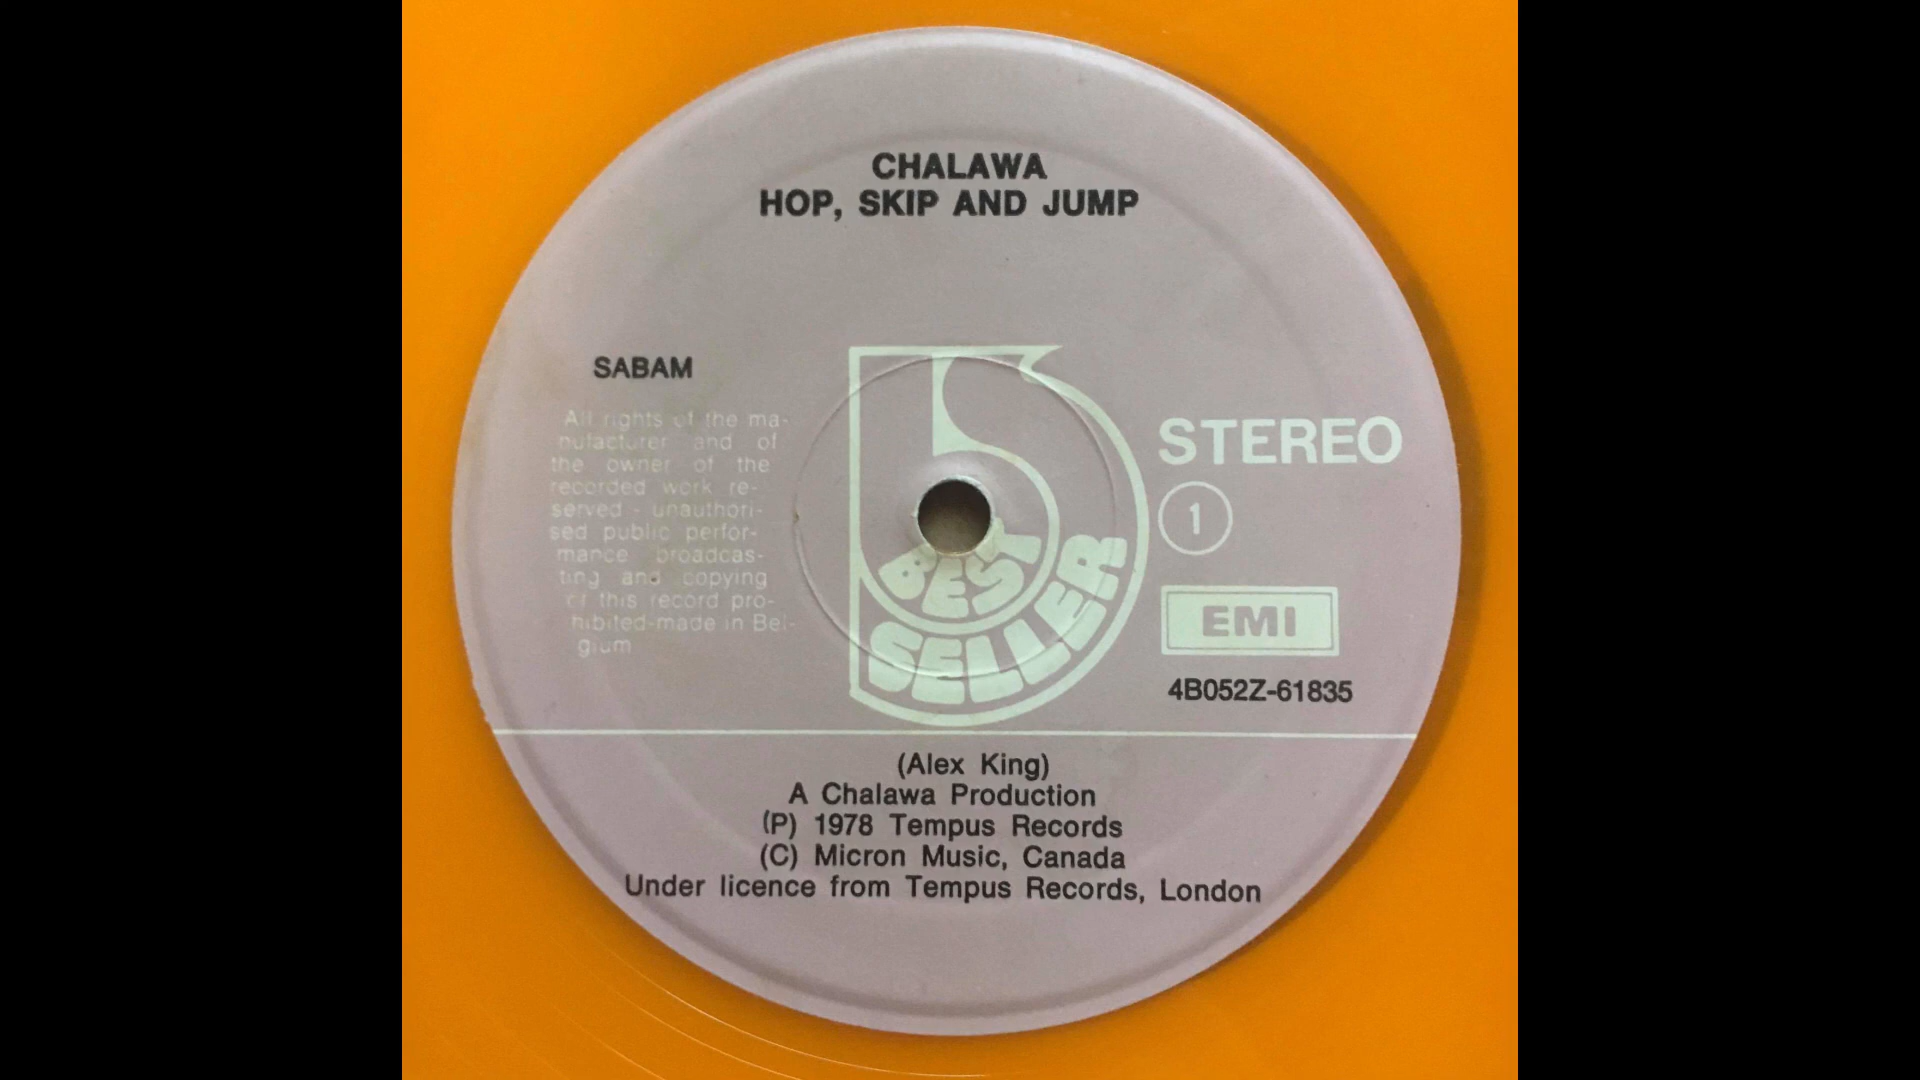 CHALAWA
HOP, SKIP AND JUMP
SABAM
All rights of the ma-
nufacturer and of
the owner of the
recorded work re-
served - unauthori-
sed public perfor-
mance broadcas-
ting and copying
of this record pro-
hibited-made in Bel-
gium
BEST
SELLER
STEREO
1
EMI
4B052Z-61835
(Alex King)
A Chalawa Production
(P) 1978 Tempus Records
(C) Micron Music, Canada
Under licence from Tempus Records, London